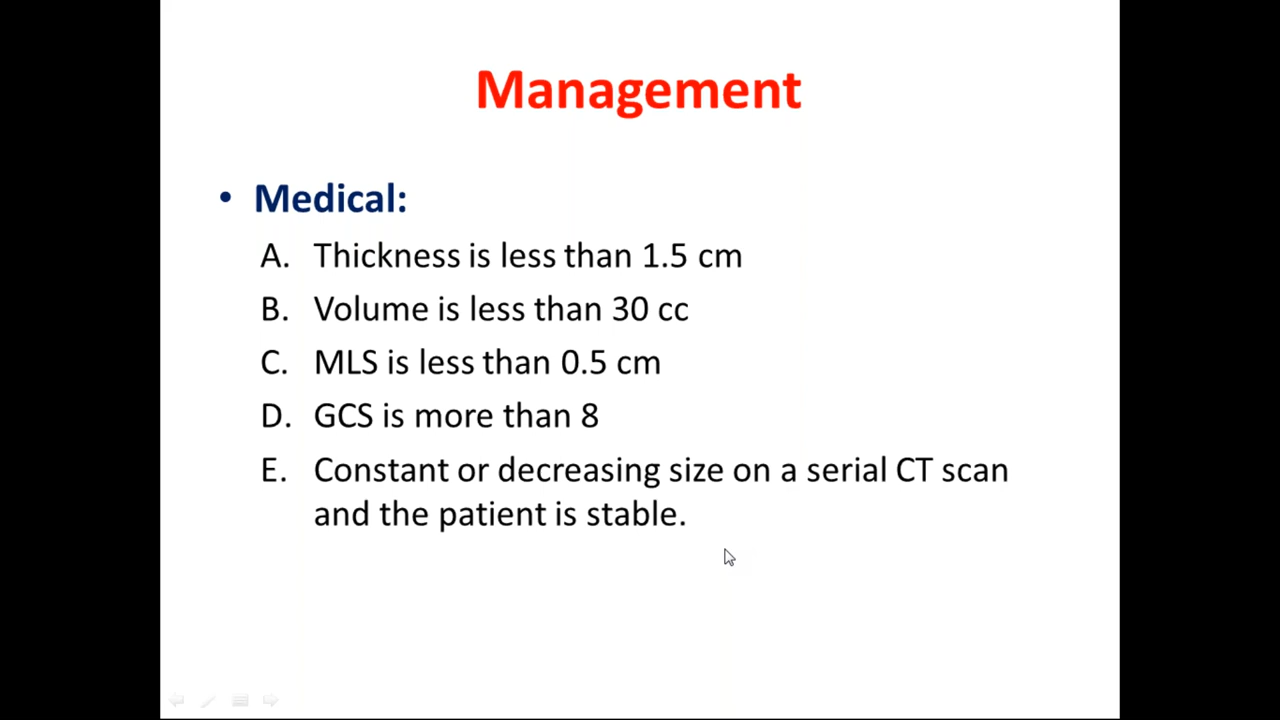 Management
• Medical:
A. Thickness is less than 1.5 cm
B. Volume is less than 30 cc
C. MLS is less than 0.5 cm
D. GCS is more than 8
E. Constant or decreasing size on a serial CT scan
and the patient is stable.